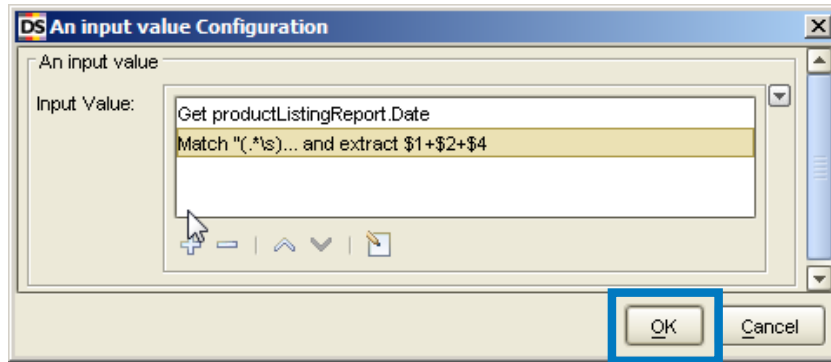 DS An input value Configuration
An input value
Input Value:
Get productListingReport.Date
Match "(.*\s)... and extract $1+$2+$4
OK
Cancel